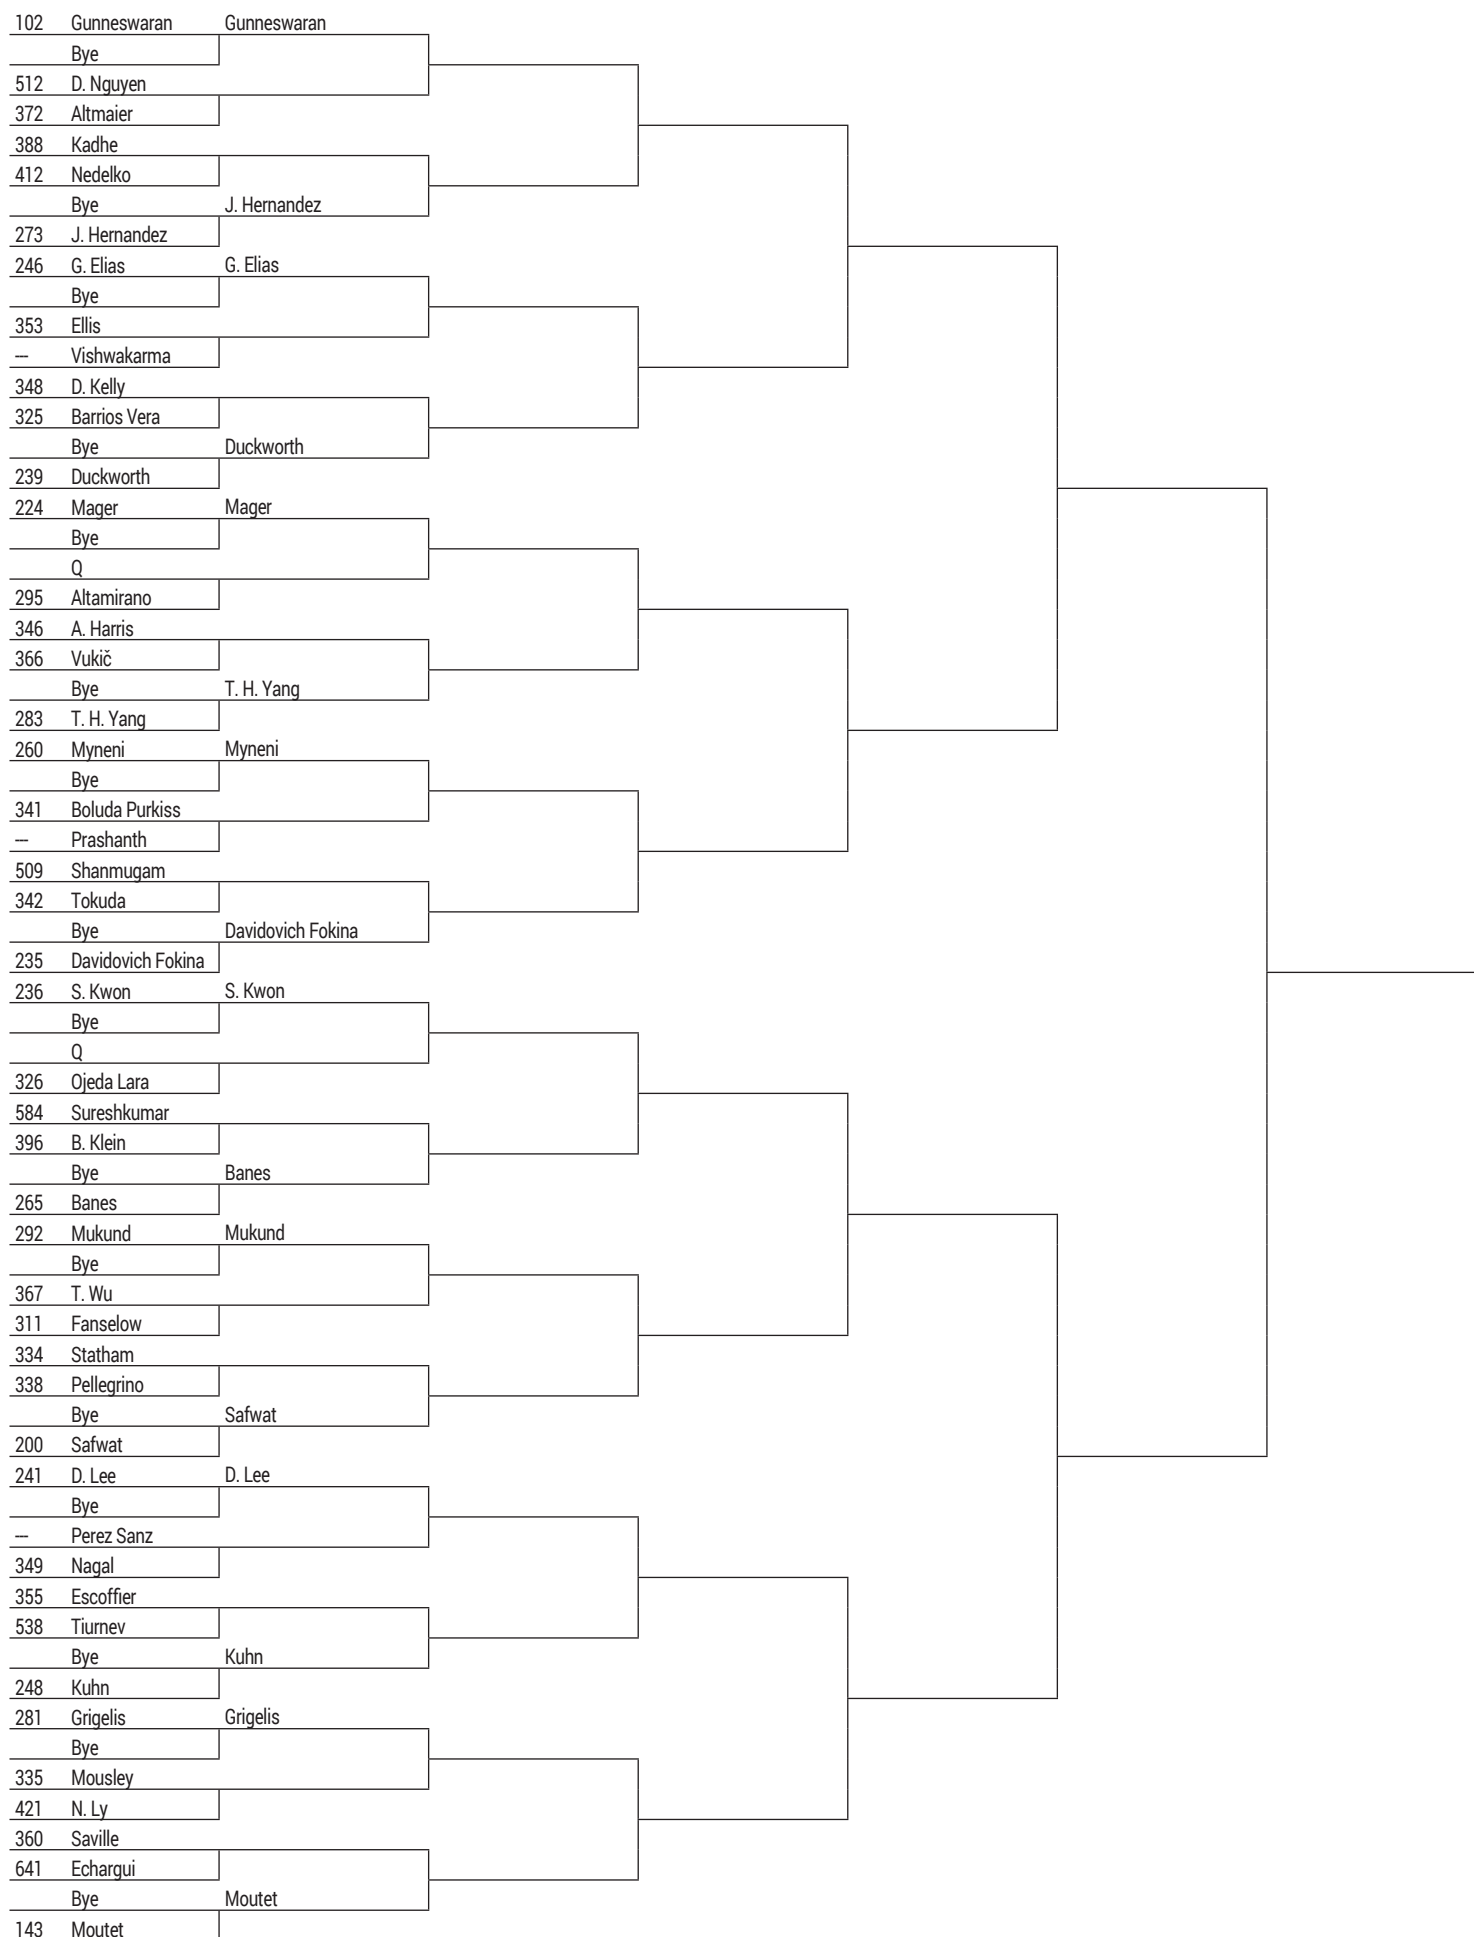 102 Gunneswaran Gunneswaran
Bye
512 D. Nguyen
372 Altmaier
388 Kadhe
412 Nedelko
Bye J. Hernandez
273 J. Hernandez
246 G. Elias G. Elias
Bye
353 Ellis
--- Vishwakarma
348 D. Kelly
325 Barrios Vera
Bye Duckworth
239 Duckworth
224 Mager Mager
Bye
Q
295 Altamirano
346 A. Harris
366 Vukič
Bye T. H. Yang
283 T. H. Yang
260 Myneni Myneni
Bye
341 Boluda Purkiss
--- Prashanth
509 Shanmugam
342 Tokuda
Bye Davidovich Fokina
235 Davidovich Fokina
236 S. Kwon S. Kwon
Bye
Q
326 Ojeda Lara
584 Sureshkumar
396 B. Klein
Bye Banes
265 Banes
292 Mukund Mukund
Bye
367 T. Wu
311 Fanselow
334 Statham
338 Pellegrino
Bye Safwat
200 Safwat
241 D. Lee D. Lee
Bye
--- Perez Sanz
349 Nagal
355 Escoffier
538 Tiurnev
Bye Kuhn
248 Kuhn
281 Grigelis Grigelis
Bye
335 Mousley
421 N. Ly
360 Saville
641 Echargui
Bye Moutet
143 Moutet